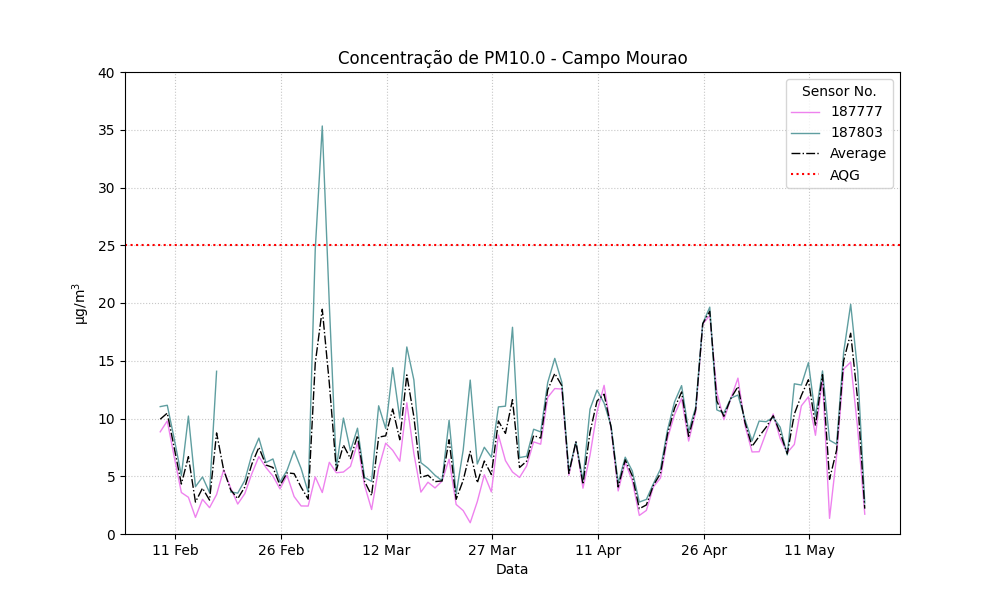 Concentração de PM10.0 - Campo Mourao
40
35
30
25
20
15
10
5
0
µg/m³
Sensor No.
187777
187803
Average
AQG
11 Feb
26 Feb
12 Mar
27 Mar
11 Apr
26 Apr
11 May
Data